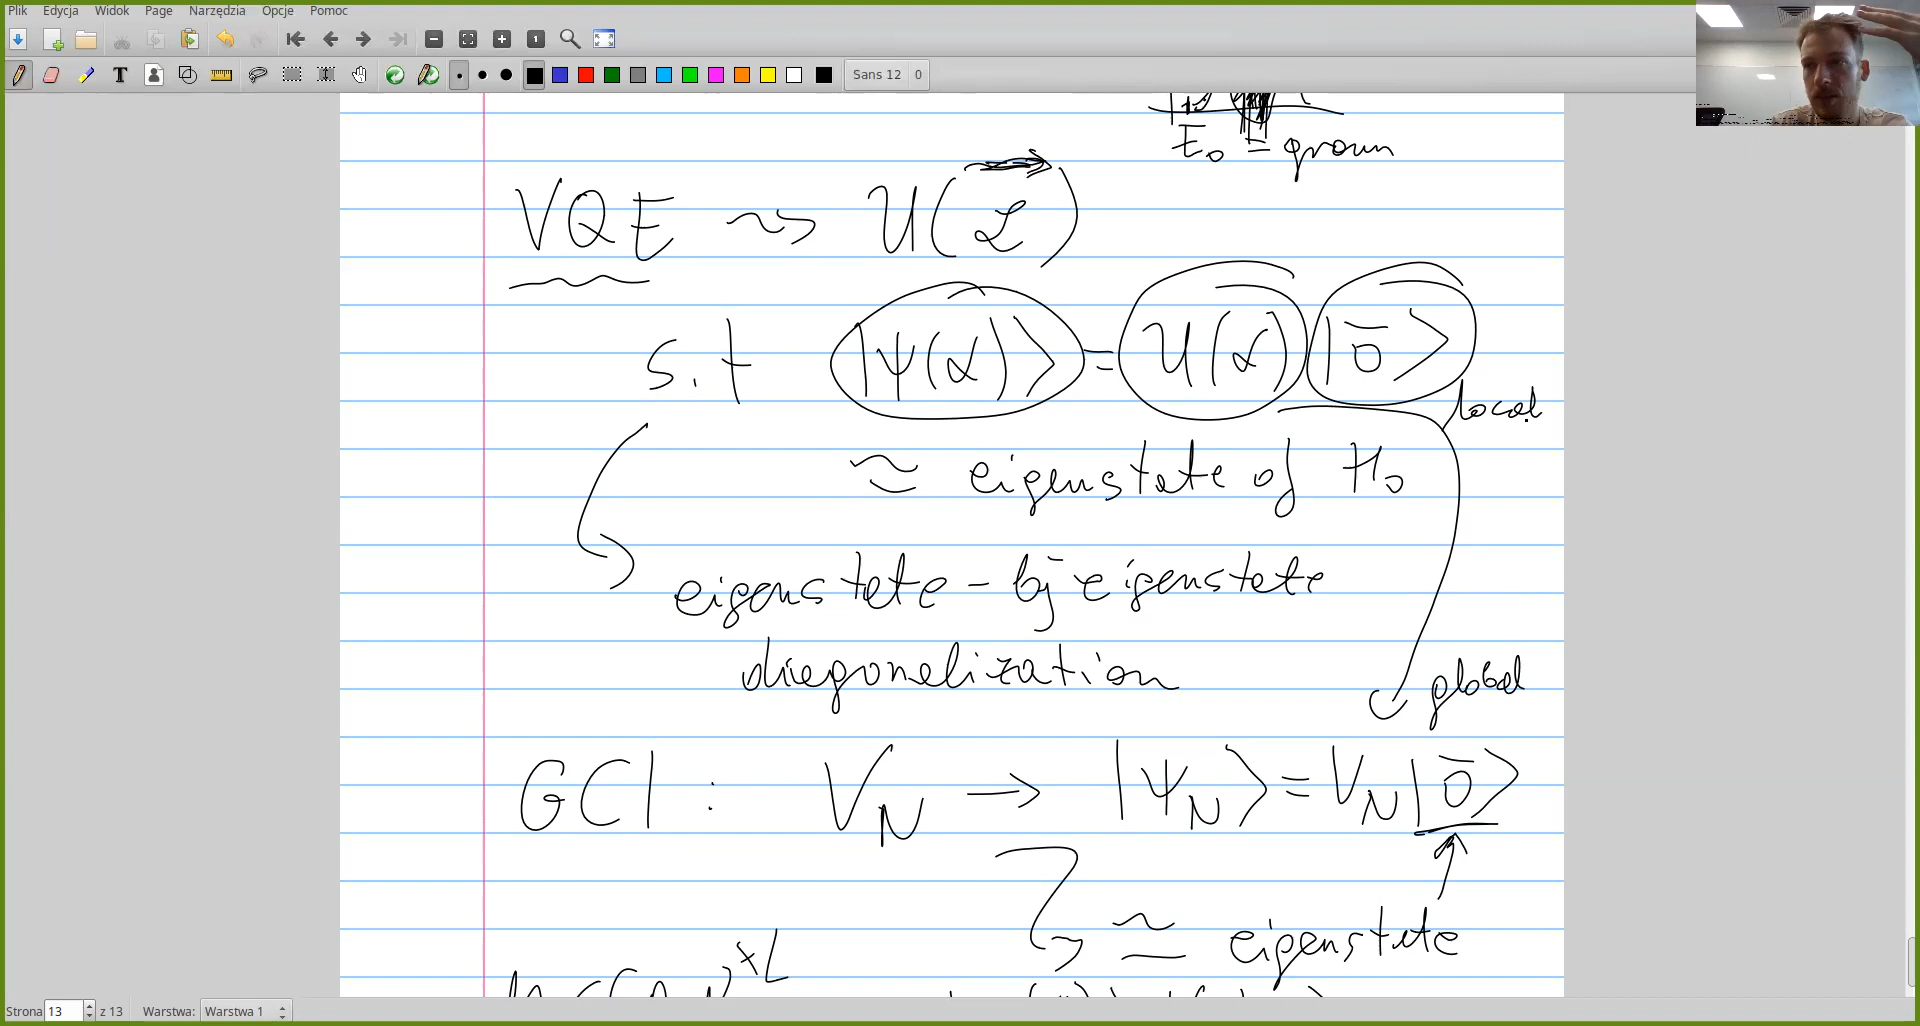 Plik Edycja Widok Page Narzędzia Opcje Pomoc
Sans 12 0
E₀ = groun
VQE ⇝ U(α)
s.t |ψ(α)⟩ = U(α) |0̄⟩
local
≈ eigenstate of H₀
eigenstate - by eigenstate
diagonalization
global
GCI : V_N → |ψ_N⟩ = V_N |0̄⟩
≅ eigenstate
Strona 13 z 13 Warstwa: Warstwa 1